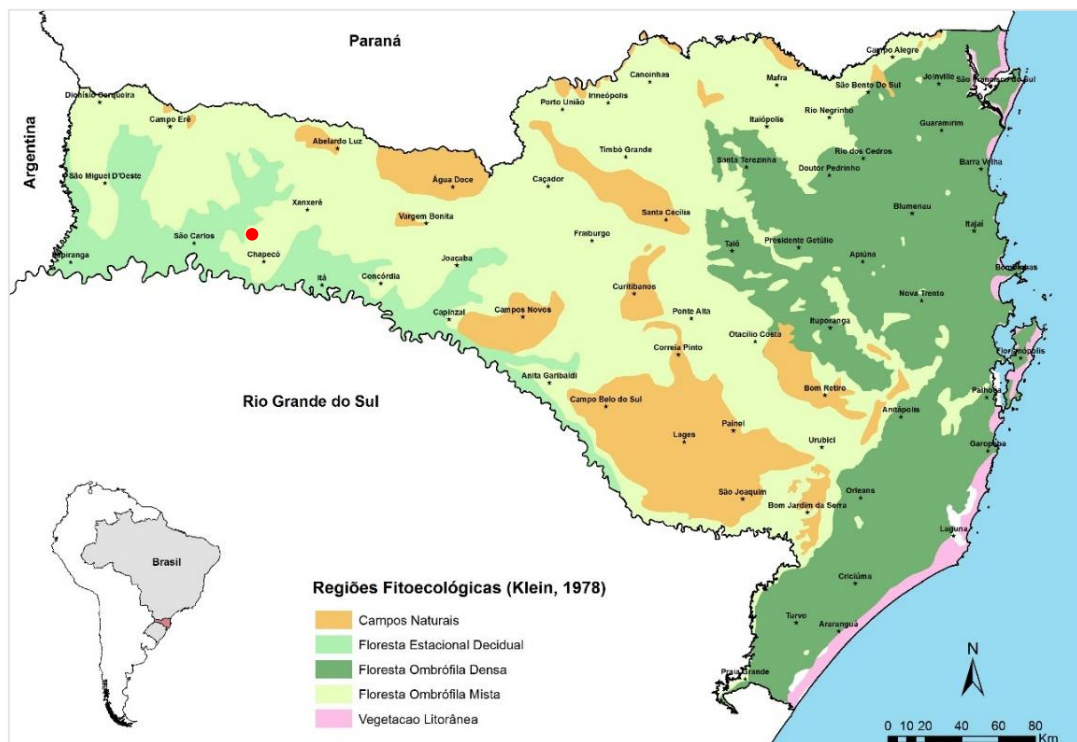 Paraná
Argentina
Rio Grande do Sul
Dionísio Cerqueira
Campo Erê
Abelardo Luz
São Miguel D'Oeste
Água Doce
Xanxerê
Vargem Bonita
São Carlos
Chapecó
Itá
Concórdia
Joaçaba
Capinzal
Campos Novos
Anita Garibaldi
Campo Belo do Sul
Lages
Painel
São Joaquim
Bom Jardim da Serra
Urubici
Bom Retiro
Correia Pinto
Otacílio Costa
Ponte Alta
Curitibanos
Fraiburgo
Santa Cecília
Caçador
Timbó Grande
Porto União
Irineópolis
Canoinhas
Mafra
Itaiópolis
Campo Alegre
São Bento Do Sul
Rio Negrinho
Joinville
São Francisco do Sul
Guaramirim
Rio dos Cedros
Doutor Pedrinho
Santa Terezinha
Barra Velha
Blumenau
Itajaí
Taió
Presidente Getúlio
Apiúna
Nova Trento
Ituporanga
Florianópolis
Palhoça
Anitápolis
Garopaba
Orleans
Laguna
Criciúma
Turvo
Araranguá
Praia Grande
Brasil
Regiões Fitoecológicas (Klein, 1978)
Campos Naturais
Floresta Estacional Decidual
Floresta Ombrófila Densa
Floresta Ombrófila Mista
Vegetacao Litorânea
N
0 10 20 40 60 80
Km